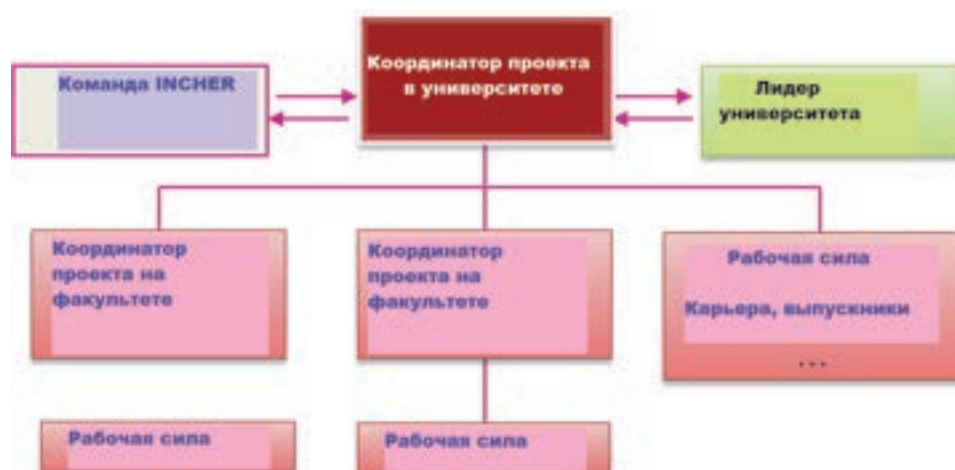 Команда INCHER
Координатор проекта
в университете
Лидер
университета
Координатор
проекта на
факультете
Координатор
проекта на
факультете
Рабочая сила
Карьера, выпускники
...
Рабочая сила
Рабочая сила